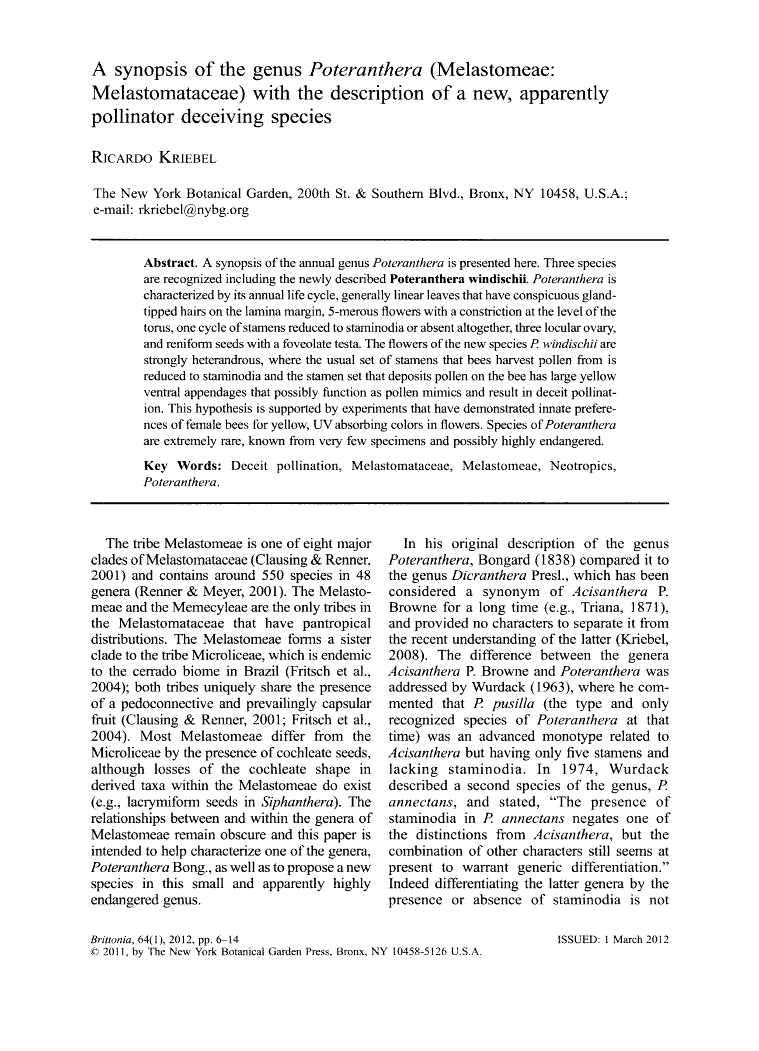 A synopsis of the genus Poteranthera (Melastomeae:
Melastomataceae) with the description of a new, apparently
pollinator deceiving species
RICARDO KRIEBEL
The New York Botanical Garden, 200th St. & Southern Blvd., Bronx, NY 10458, U.S.A.;
e-mail: rkriebel@nybg.org
Abstract. A synopsis of the annual genus Poteranthera is presented here. Three species
are recognized including the newly described Poteranthera windischii. Poteranthera is
characterized by its annual life cycle, generally linear leaves that have conspicuous gland-
tipped hairs on the lamina margin, 5-merous flowers with a constriction at the level of the
torus, one cycle of stamens reduced to staminodia or absent altogether, three locular ovary,
and reniform seeds with a foveolate testa. The flowers of the new species P. windischii are
strongly heterandrous, where the usual set of stamens that bees harvest pollen from is
reduced to staminodia and the stamen set that deposits pollen on the bee has large yellow
ventral appendages that possibly function as pollen mimics and result in deceit pollinat-
ion. This hypothesis is supported by experiments that have demonstrated innate prefere-
nces of female bees for yellow, UV absorbing colors in flowers. Species of Poteranthera
are extremely rare, known from very few specimens and possibly highly endangered.
Key Words: Deceit pollination, Melastomataceae, Melastomeae, Neotropics,
Poteranthera.
The tribe Melastomeae is one of eight major
clades of Melastomataceae (Clausing & Renner,
2001) and contains around 550 species in 48
genera (Renner & Meyer, 2001). The Melasto-
meae and the Memecyleae are the only tribes in
the Melastomataceae that have pantropical
distributions. The Melastomeae forms a sister
clade to the tribe Microliceae, which is endemic
to the cerrado biome in Brazil (Fritsch et al.,
2004); both tribes uniquely share the presence
of a pedoconnective and prevailingly capsular
fruit (Clausing & Renner, 2001; Fritsch et al.,
2004). Most Melastomeae differ from the
Microliceae by the presence of cochleate seeds,
although losses of the cochleate shape in
derived taxa within the Melastomeae do exist
(e.g., lacrymiform seeds in Siphanthera). The
relationships between and within the genera of
Melastomeae remain obscure and this paper is
intended to help characterize one of the genera,
Poteranthera Bong., as well as to propose a new
species in this small and apparently highly
endangered genus.
In his original description of the genus
Poteranthera, Bongard (1838) compared it to
the genus Dicranthera Presl., which has been
considered a synonym of Acisanthera P.
Browne for a long time (e.g., Triana, 1871),
and provided no characters to separate it from
the recent understanding of the latter (Kriebel,
2008). The difference between the genera
Acisanthera P. Browne and Poteranthera was
addressed by Wurdack (1963), where he com-
mented that P. pusilla (the type and only
recognized species of Poteranthera at that
time) was an advanced monotype related to
Acisanthera but having only five stamens and
lacking staminodia. In 1974, Wurdack
described a second species of the genus, P.
annectans, and stated, “The presence of
staminodia in P. annectans negates one of
the distinctions from Acisanthera, but the
combination of other characters still seems at
present to warrant generic differentiation.”
Indeed differentiating the latter genera by the
presence or absence of staminodia is not
Brittonia, 64(1), 2012, pp. 6–14
ISSUED: 1 March 2012
© 2011, by The New York Botanical Garden Press, Bronx, NY 10458-5126 U.S.A.